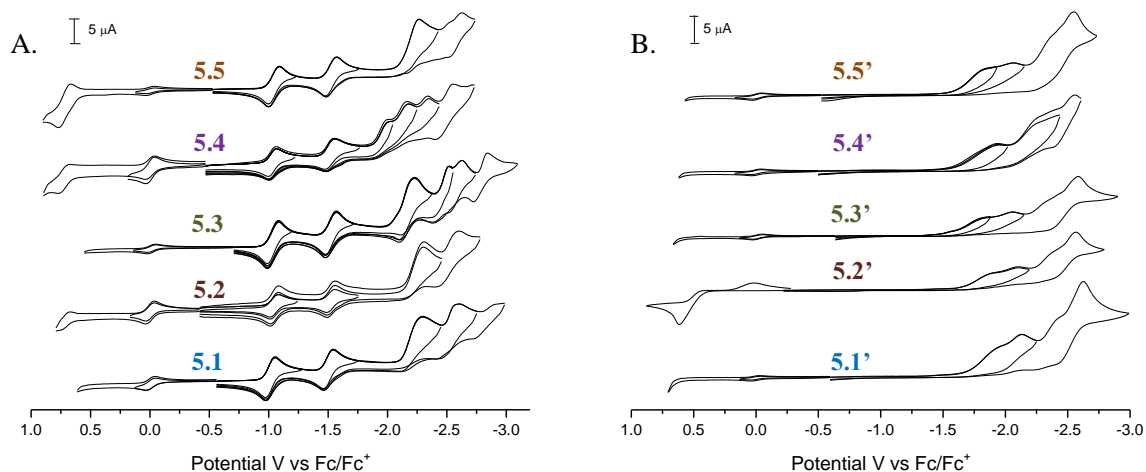 A.
5 µA
5.5
5.4
5.3
5.2
5.1
1.0 0.5 0.0 -0.5 -1.0 -1.5 -2.0 -2.5 -3.0
Potential V vs Fc/Fc⁺
B.
5 µA
5.5’
5.4’
5.3’
5.2’
5.1’
1.0 0.5 0.0 -0.5 -1.0 -1.5 -2.0 -2.5 -3.0
Potential V vs Fc/Fc⁺